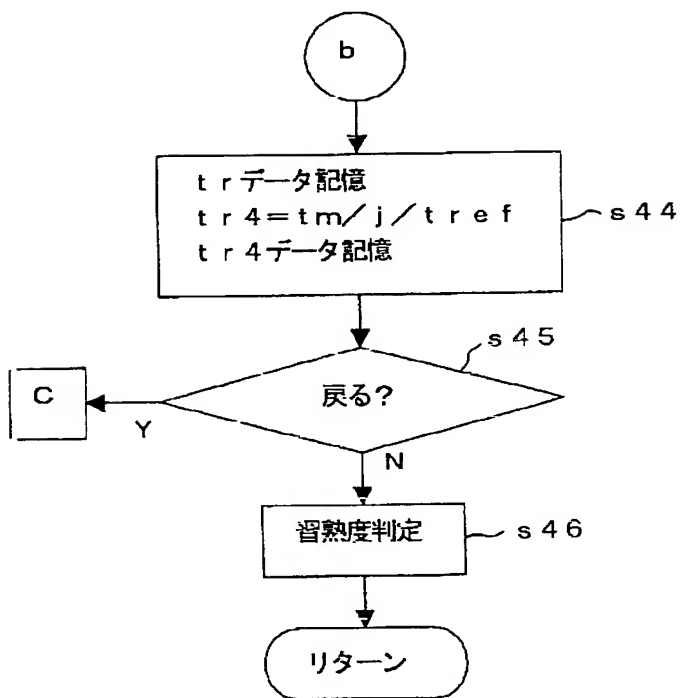 b
ｔｒデータ記憶
ｔｒ４＝ｔｍ／ｊ／ｔｒｅｆ
ｔｒ４データ記憶
ｓ４４
ｓ４５
戻る？
C
Y
N
習熟度判定
ｓ４６
リターン